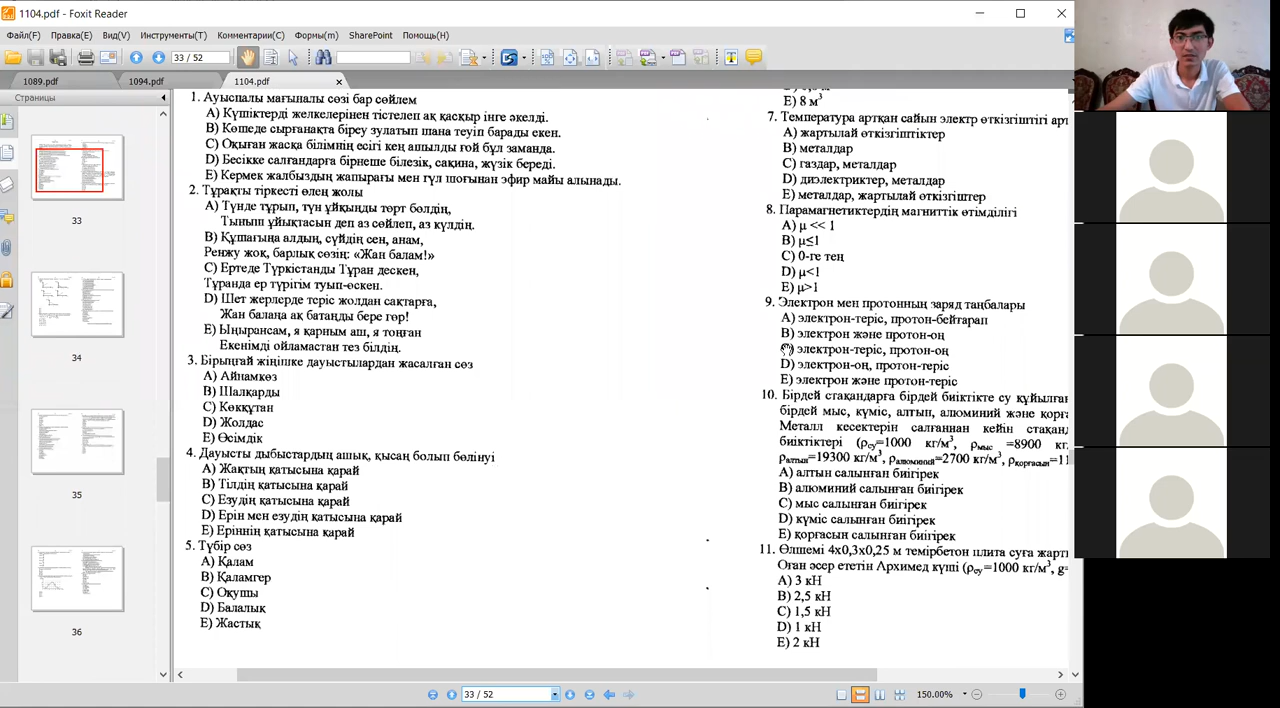 1104.pdf - Foxit Reader
Файл(F) Правка(E) Вид(V) Инструменты(T) Комментарии(C) Формы(m) SharePoint Помощь(H)
33 / 52
1089.pdf 1094.pdf 1104.pdf
Страницы
33
34
35
36
1. Ауыспалы мағыналы сөзі бар сөйлем
A) Күшіктерді желкелерінен тістелеп ақ қасқыр інге әкелді.
B) Көшеде сырғанақта біреу зулатып шана теуіп барады екен.
C) Оқыған жасқа білімнің есігі кең ашылды ғой бұл заманда.
D) Бесікке салғандарға бірнеше білезік, сақина, жүзік береді.
E) Кермек жалбыздың жапырағы мен гүл шоғынан эфир майы алынады.
2. Тұрақты тіркесті өлең жолы
A) Түнде тұрып, түн ұйқыңды төрт бөлдің,
Тыныш ұйықтасын деп аз сөйлеп, аз күлдің.
B) Құшағыңа алдың, сүйдің сен, анам,
Ренжу жоқ, барлық сөзің: «Жан балам!»
C) Ертеде Түркістанды Тұран дескен,
Тұранда ер түрігім туып-өскен.
D) Шет жерлерде теріс жолдан сақтарға,
Жан балаңа ақ батаңды бере гөр!
E) Ыңырансам, я қарным аш, я тоңған
Екенімді ойламастан тез білдің.
3. Бірыңғай жіңішке дауыстылардан жасалған сөз
A) Айнамкөз
B) Шалқарды
C) Көкқұтан
D) Жолдас
E) Өсімдік
4. Дауысты дыбыстардың ашық, қысаң болып бөлінуі
A) Жақтың қатысына қарай
B) Тілдің қатысына қарай
C) Езудің қатысына қарай
D) Ерін мен езудің қатысына қарай
E) Еріннің қатысына қарай
5. Түбір сөз
A) Қалам
B) Қаламгер
C) Оқушы
D) Балалық
E) Жастық
E) 8 м³
7. Температура артқан сайын электр өткізгіштігі
A) жартылай өткізгіштіктер
B) металдар
C) газдар, металдар
D) диэлектриктер, металдар
E) металдар, жартылай өткізгіштер
8. Парамагнетиктердің магниттік өтімділігі
A) μ << 1
B) μ≤1
C) 0-ге тең
D) μ<1
E) μ>1
9. Электрон мен протонның заряд таңбалары
A) электрон-теріс, протон-бейтарап
B) электрон және протон-оң
электрон-теріс, протон-оң
D) электрон-оң, протон-теріс
E) электрон және протон-теріс
10. Бірдей стақандарға бірдей биіктікте су құйылған
бірдей мыс, күміс, алтын, алюминий және
Металл кесектерін салғаннан кейін
биіктіктері (ρсу=1000 кг/м³, ρмыс =8900
ρалтын=19300 кг/м³, ρалюминий=2700 кг/м³, ρқорғасын=11
A) алтын салынған биігірек
B) алюминий салынған биігірек
C) мыс салынған биігірек
D) күміс салынған биігірек
E) қорғасын салынған биігірек
11. Өлшемі 4х0,3х0,25 м темірбетон плита суға
Оған әсер ететін Архимед күші (ρсу=1000 кг/м³, g=
A) 3 кН
B) 2,5 кН
C) 1,5 кН
D) 1 кН
E) 2 кН
33 / 52
150.00%